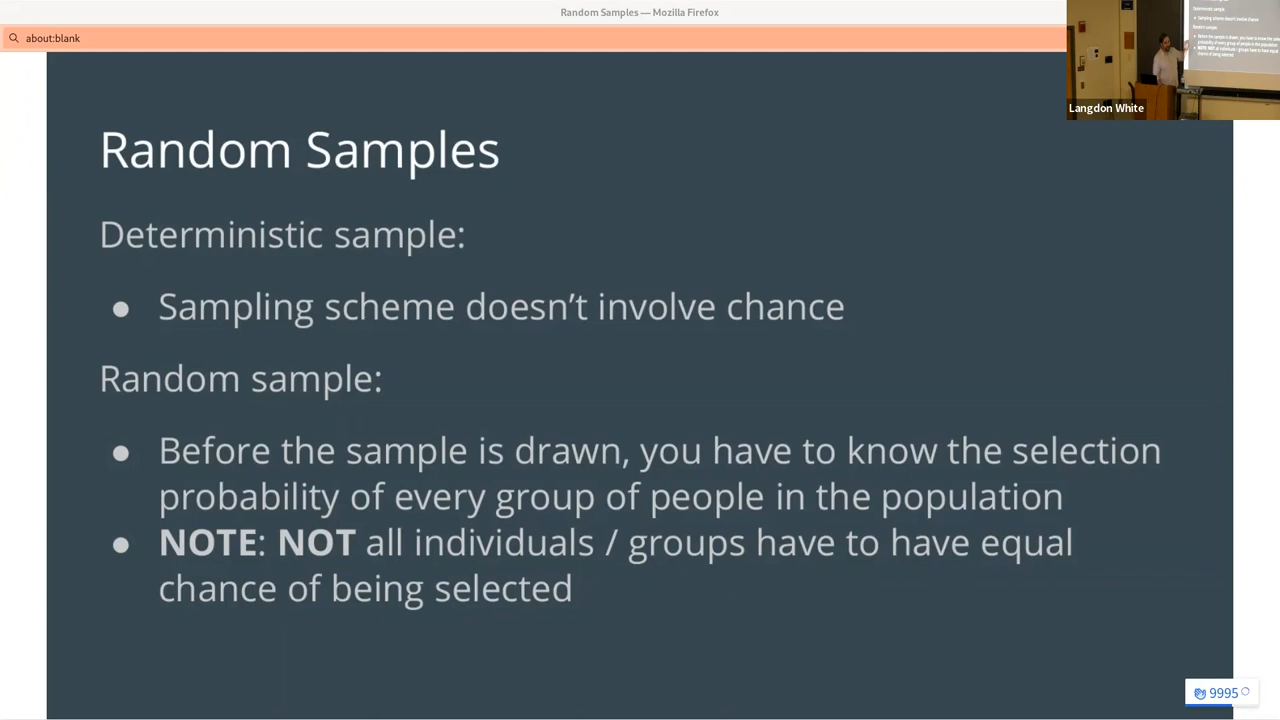 Random Samples — Mozilla Firefox
about:blank
Langdon White
Random Samples
Deterministic sample:
● Sampling scheme doesn’t involve chance
Random sample:
● Before the sample is drawn, you have to know the selection
probability of every group of people in the population
● NOTE: NOT all individuals / groups have to have equal
chance of being selected
9995